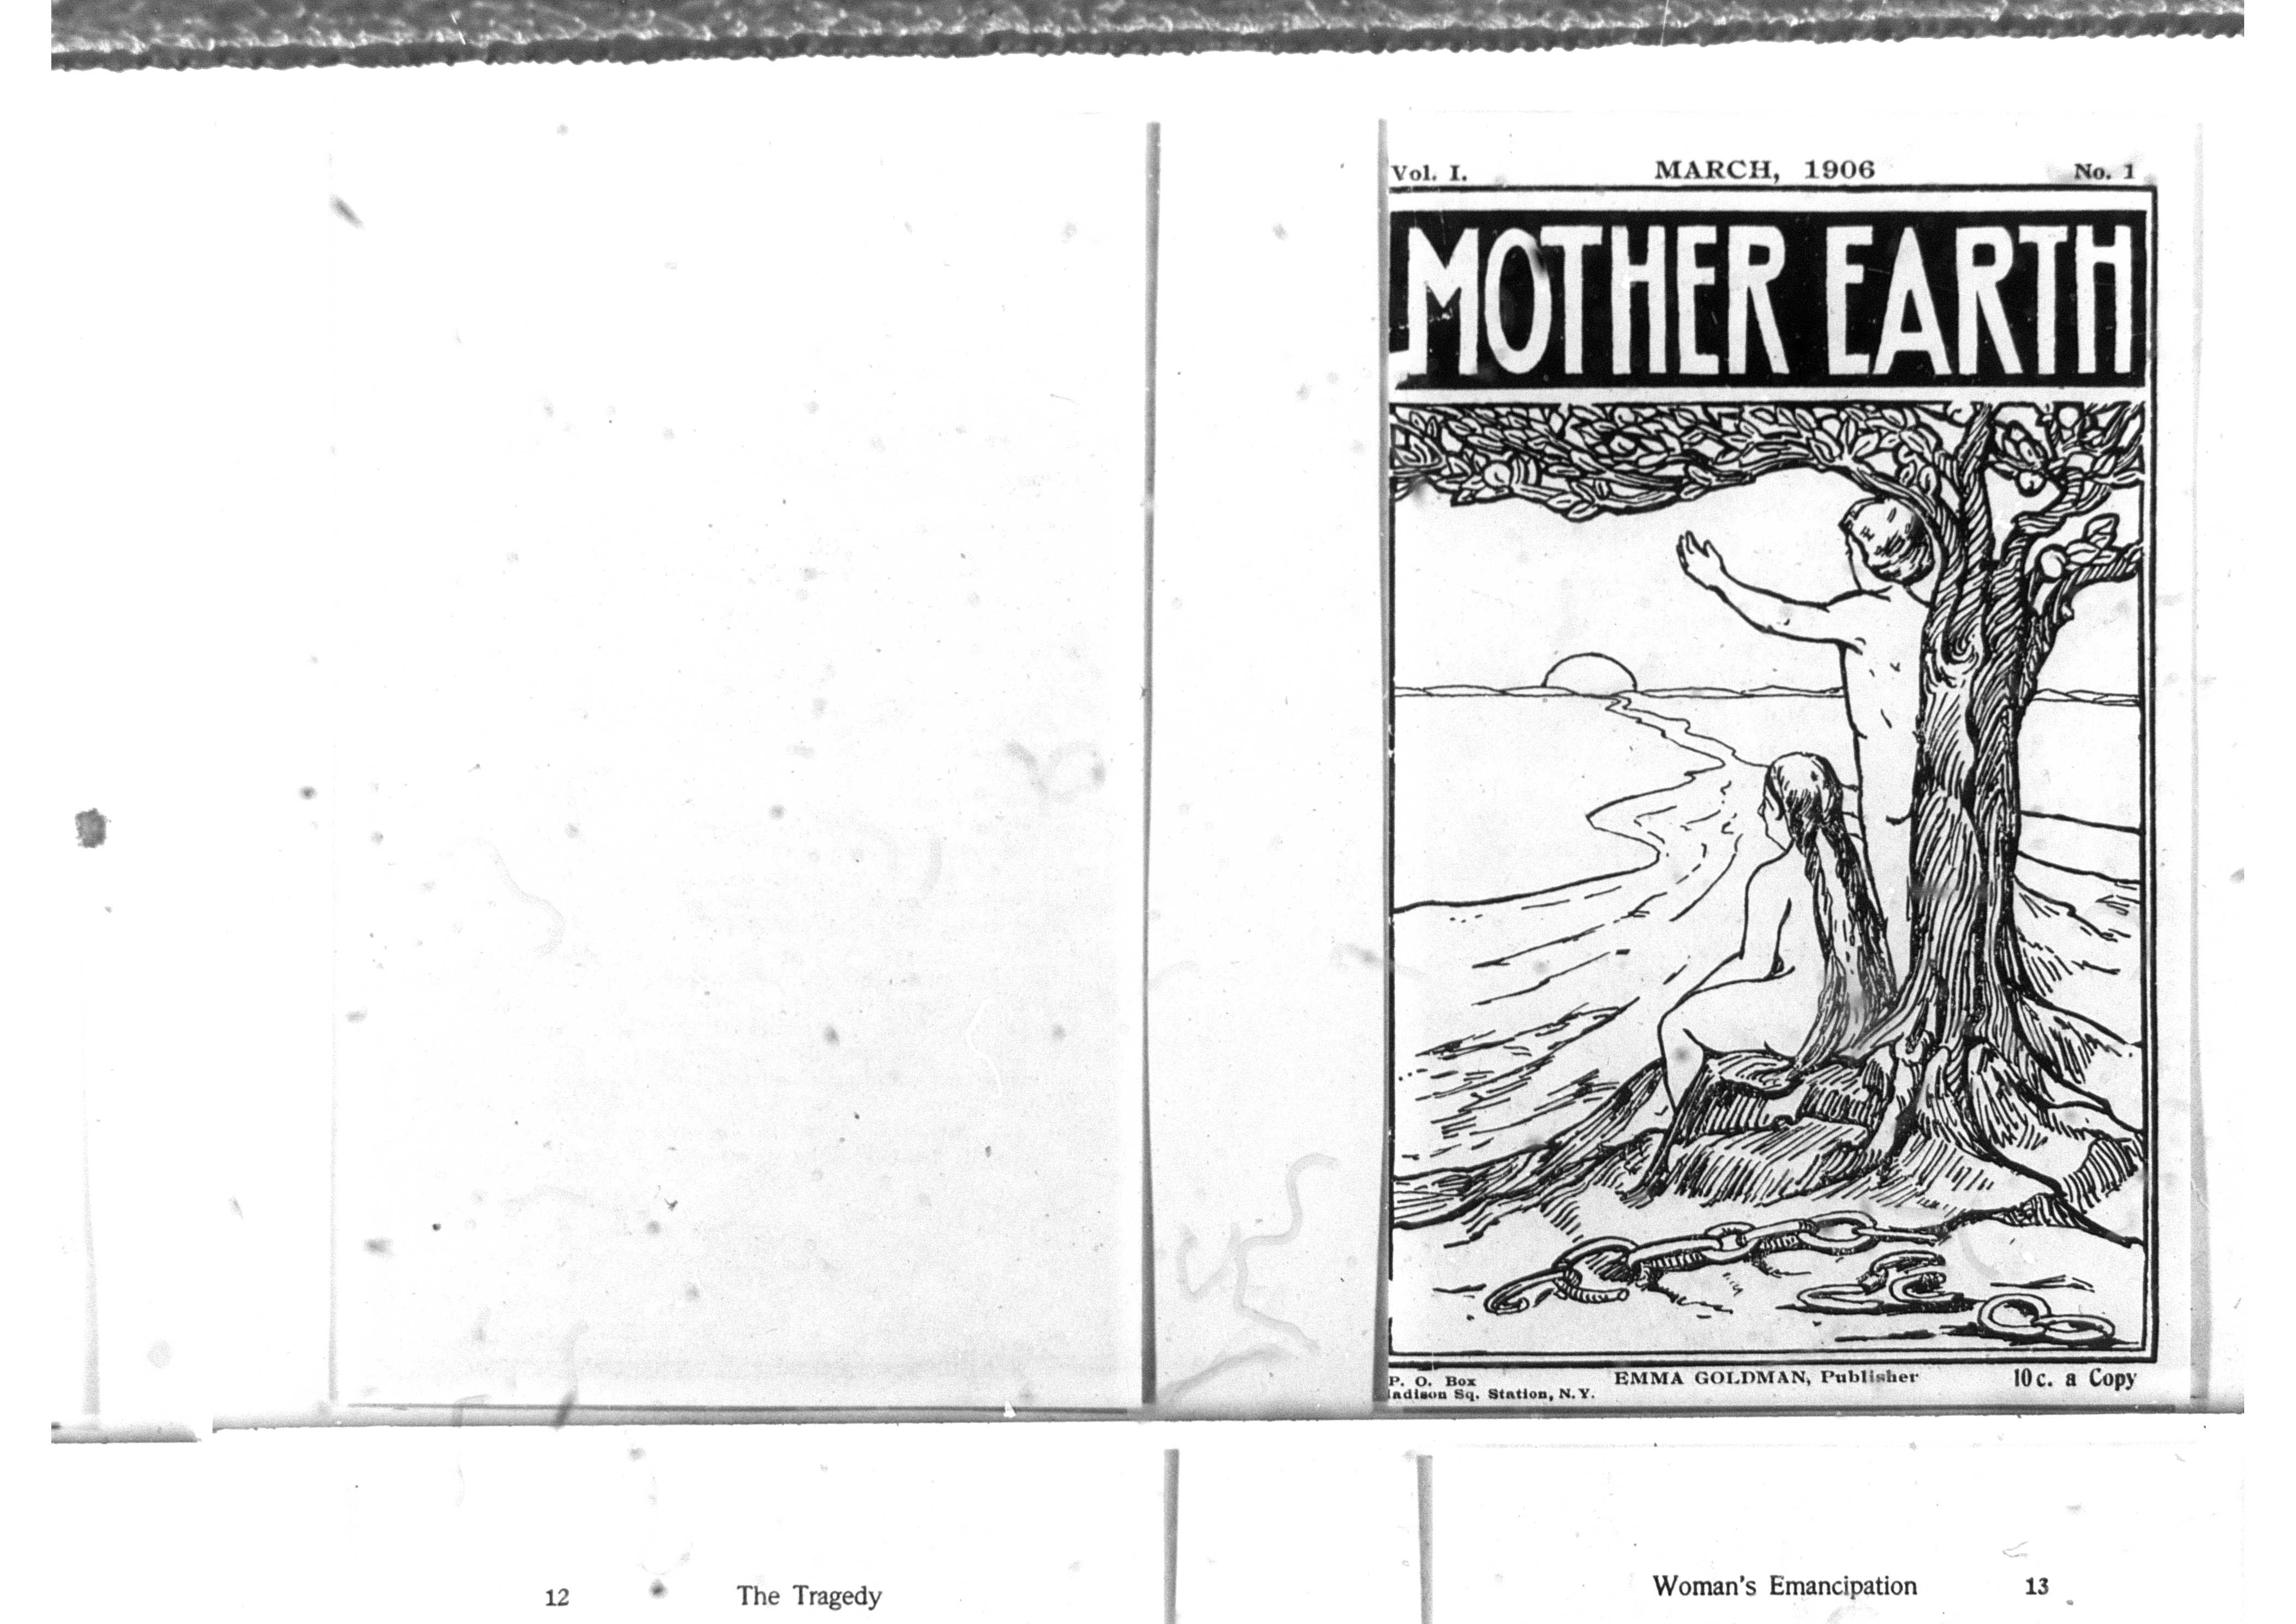 Vol. I. MARCH, 1906 No. 1
MOTHER EARTH
P. O. Box EMMA GOLDMAN, Publisher 10c. a Copy
Sq. Station, N. Y.
12 The Tragedy
Woman's Emancipation 13